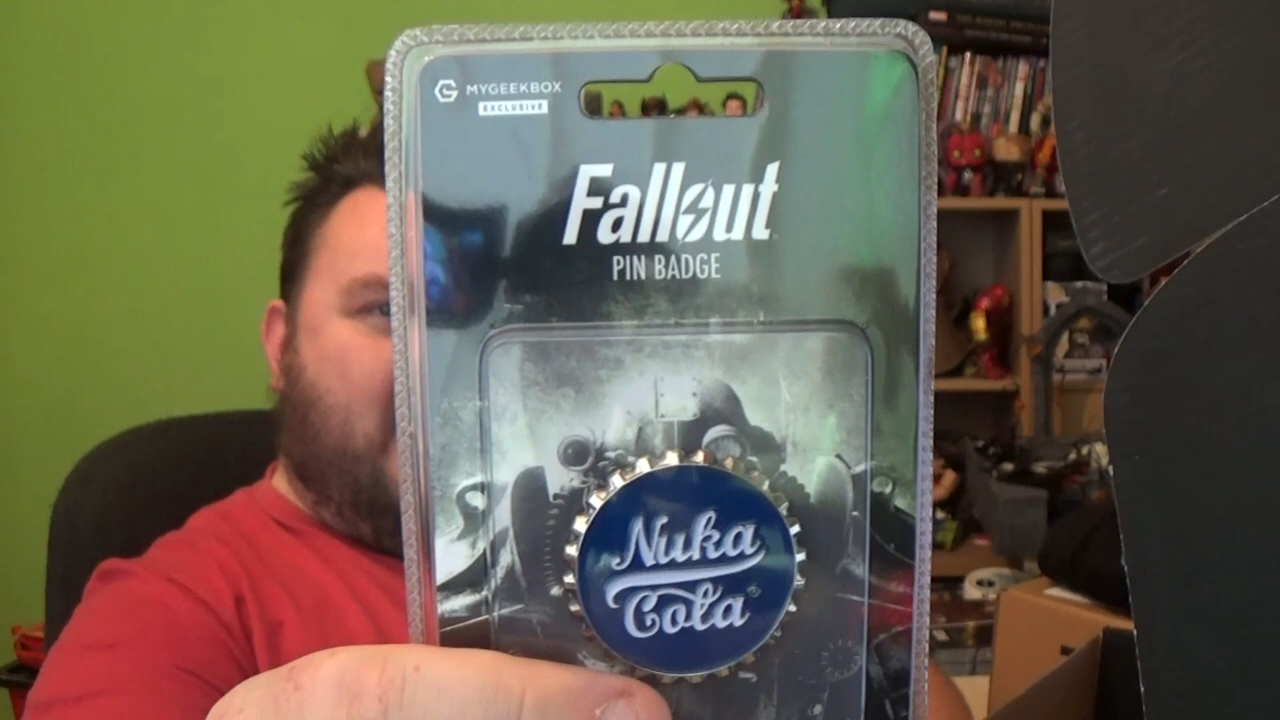 MYGEEKBOX
EXCLUSIVE
Fallout
PIN BADGE
Nuka
Cola